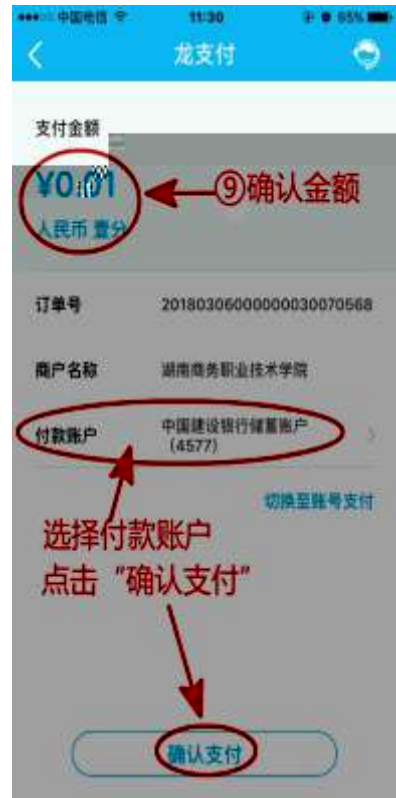 中国电信 11:30 95%
龙支付
支付金额
¥0.01
⑨确认金额
人民币 壹分
订单号 20180306000000030070568
商户名称 湖南商务职业技术学院
付款账户 中国建设银行储蓄账户
(4577)
切换至账号支付
选择付款账户
点击“确认支付”
确认支付